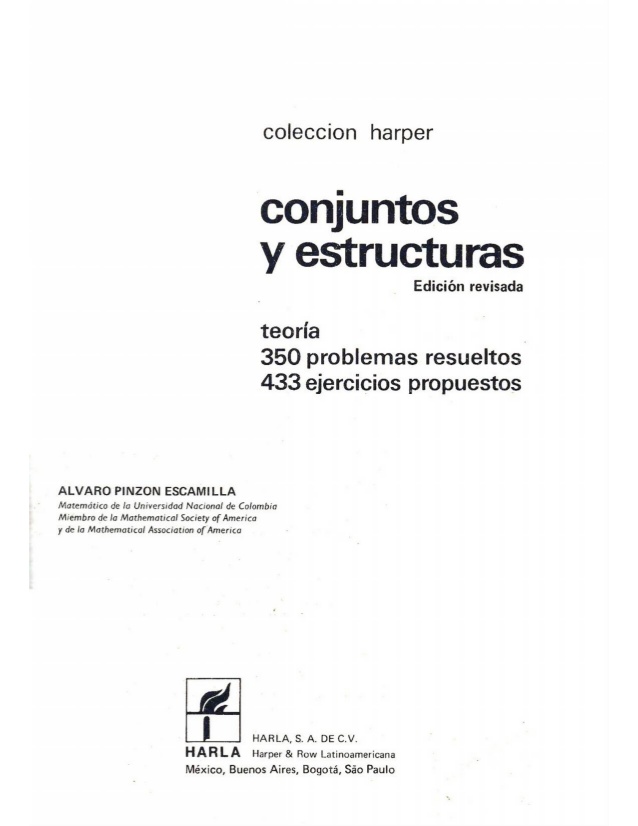 coleccion harper
conjuntos
y estructuras
Edición revisada
teoría
350 problemas resueltos
433 ejercicios propuestos
ALVARO PINZON ESCAMILLA
Matemático de la Universidad Nacional de Colombia
Miembro de la Mathematical Society of America
y de la Mathematical Association of America
HARLA, S. A. DE C.V.
HARLA Harper & Row Latinoamericana
México, Buenos Aires, Bogotá, São Paulo